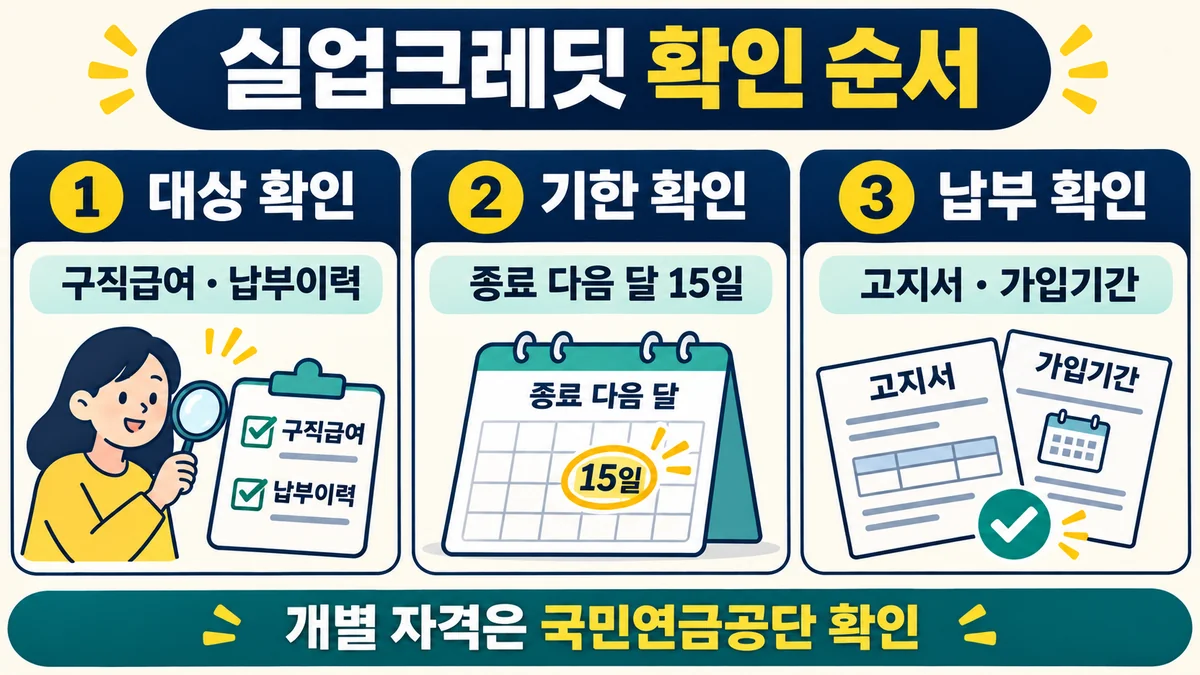 실업크레딧 확인 순서
1 대상 확인
구직급여 · 납부이력
구직급여
납부이력
2 기한 확인
종료 다음 달 15일
종료 다음 달
15일
3 납부 확인
고지서 · 가입기간
고지서
가입기간
개별 자격은 국민연금공단 확인